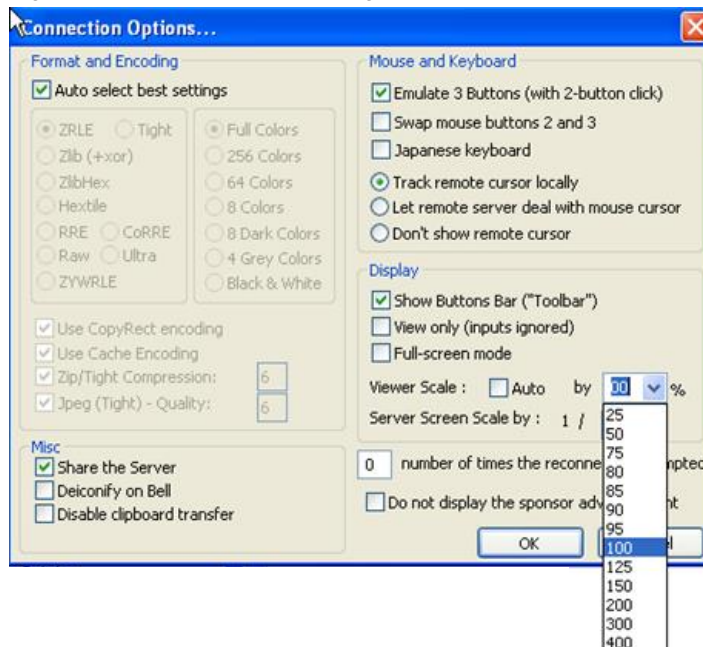 Connection Options...
Format and Encoding
Auto select best settings
ZRLE Tight
Zlib (+xor)
ZlibHex
Hextile
RRE CoRRE
Raw Ultra
ZYWRLE
Full Colors
256 Colors
64 Colors
8 Colors
8 Dark Colors
4 Grey Colors
Black & White
Use CopyRect encoding
Use Cache Encoding
Zip/Tight Compression: 6
Jpeg (Tight) - Quality: 6
Misc
Share the Server
Deiconify on Bell
Disable clipboard transfer
Mouse and Keyboard
Emulate 3 Buttons (with 2-button click)
Swap mouse buttons 2 and 3
Japanese keyboard
Track remote cursor locally
Let remote server deal with mouse cursor
Don't show remote cursor
Display
Show Buttons Bar ("Toolbar")
View only (inputs ignored)
Full-screen mode
Viewer Scale : Auto by 00 %
Server Screen Scale by : 1 /
25
50
75
80
85
90
95
100
125
150
200
300
400
0 number of times the reconne mpted
Do not display the sponsor adv nt
OK